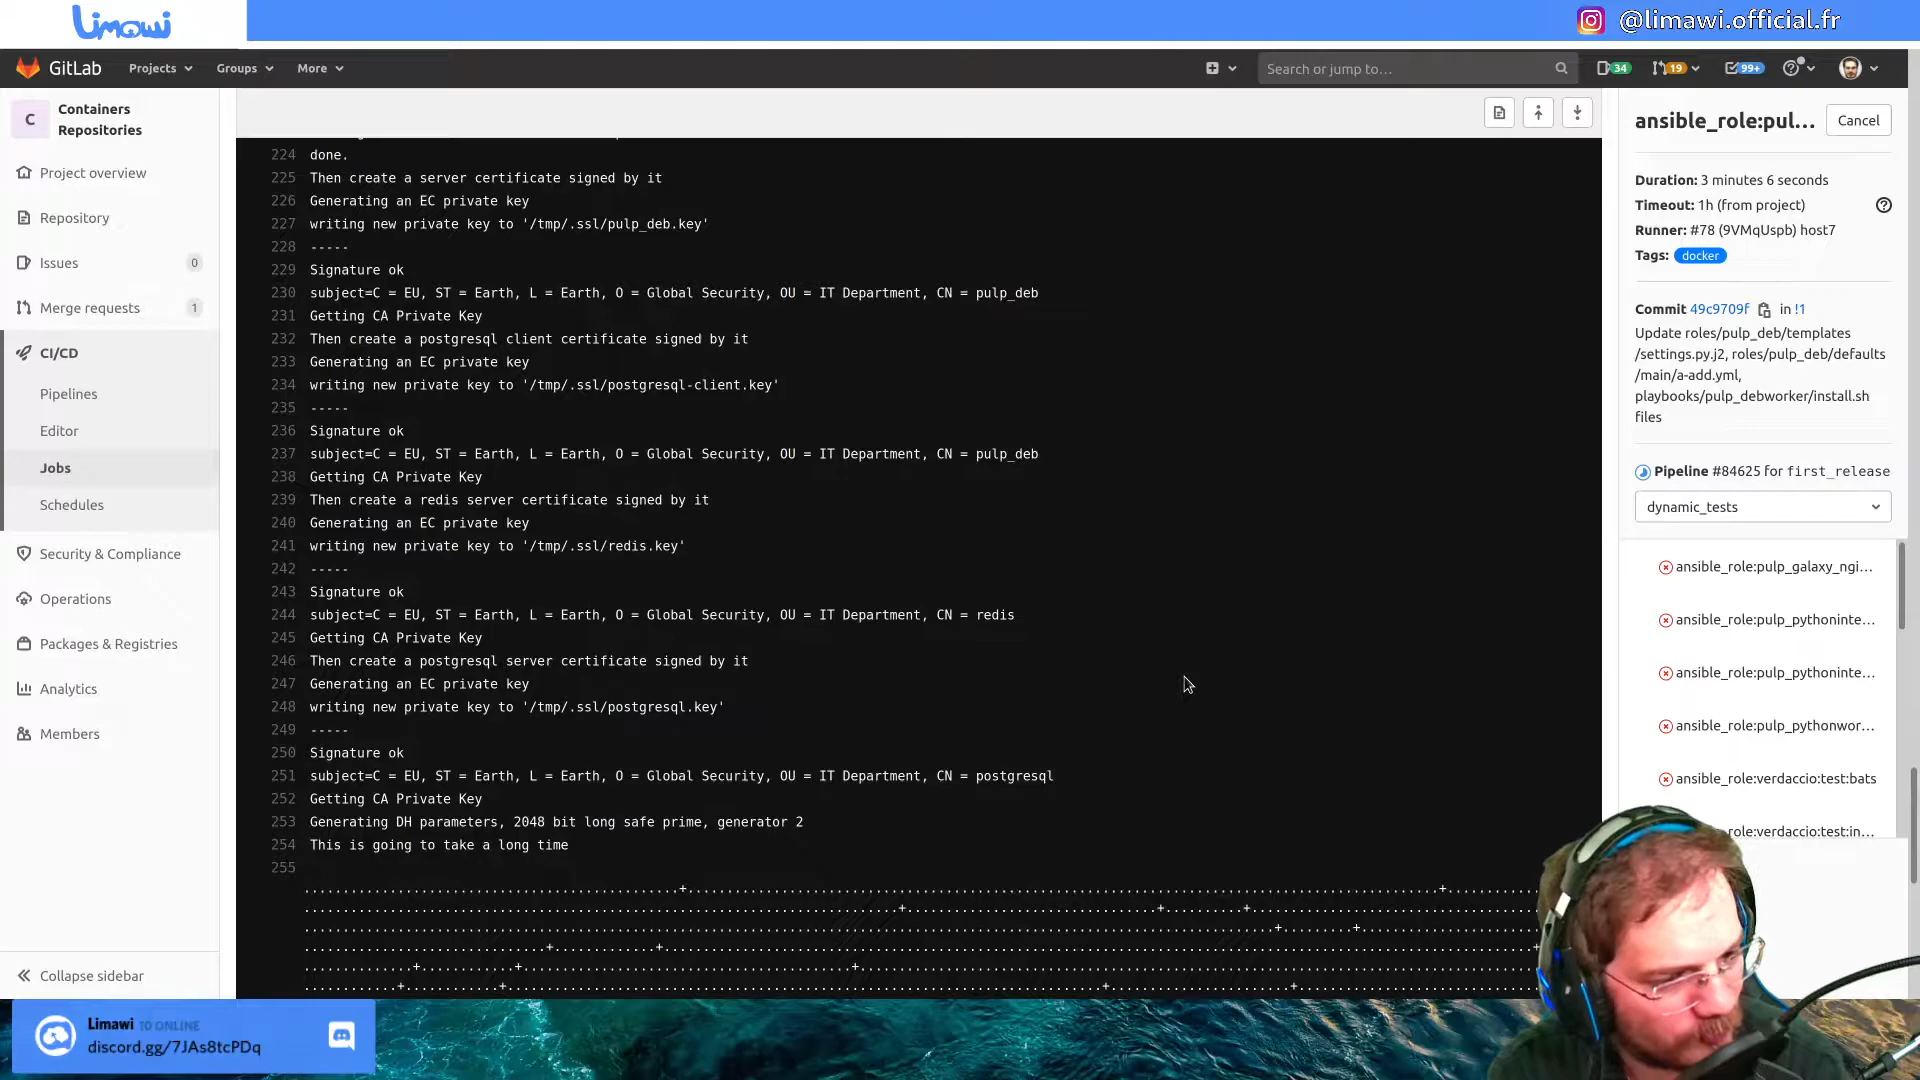 Limawi
@limawi.official.fr
GitLab
Projects
Groups
More
Search or jump to…
34
19
99+
C
Containers
Repositories
Project overview
Repository
Issues
0
Merge requests
1
CI/CD
Pipelines
Editor
Jobs
Schedules
Security & Compliance
Operations
Packages & Registries
Analytics
Members
Collapse sidebar
224 done.
225 Then create a server certificate signed by it
226 Generating an EC private key
227 writing new private key to '/tmp/.ssl/pulp_deb.key'
228 -----
229 Signature ok
230 subject=C = EU, ST = Earth, L = Earth, O = Global Security, OU = IT Department, CN = pulp_deb
231 Getting CA Private Key
232 Then create a postgresql client certificate signed by it
233 Generating an EC private key
234 writing new private key to '/tmp/.ssl/postgresql-client.key'
235 -----
236 Signature ok
237 subject=C = EU, ST = Earth, L = Earth, O = Global Security, OU = IT Department, CN = pulp_deb
238 Getting CA Private Key
239 Then create a redis server certificate signed by it
240 Generating an EC private key
241 writing new private key to '/tmp/.ssl/redis.key'
242 -----
243 Signature ok
244 subject=C = EU, ST = Earth, L = Earth, O = Global Security, OU = IT Department, CN = redis
245 Getting CA Private Key
246 Then create a postgresql server certificate signed by it
247 Generating an EC private key
248 writing new private key to '/tmp/.ssl/postgresql.key'
249 -----
250 Signature ok
251 subject=C = EU, ST = Earth, L = Earth, O = Global Security, OU = IT Department, CN = postgresql
252 Getting CA Private Key
253 Generating DH parameters, 2048 bit long safe prime, generator 2
254 This is going to take a long time
255
ansible_role:pul...
Cancel
Duration: 3 minutes 6 seconds
Timeout: 1h (from project)
Runner: #78 (9VMqUspb) host7
Tags: docker
Commit 49c9709f in !1
Update roles/pulp_deb/templates
/settings.py.j2, roles/pulp_deb/defaults
/main/a-add.yml,
playbooks/pulp_debworker/install.sh
files
Pipeline #84625 for first_release
dynamic_tests
ansible_role:pulp_galaxy_ngi...
ansible_role:pulp_pythoninte...
ansible_role:pulp_pythoninte...
ansible_role:pulp_pythonwor...
ansible_role:verdaccio:test:bats
role:verdaccio:test:in...
Limawi 10 ONLINE
discord.gg/7JAs8tcPDq